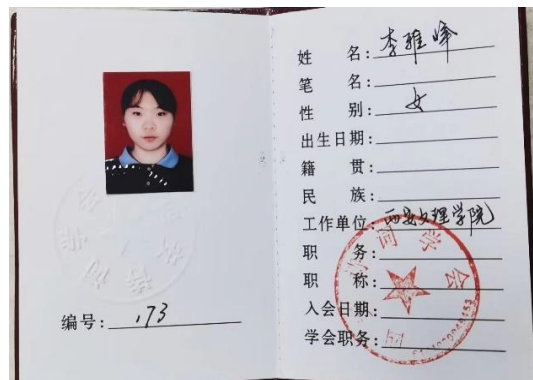 编号：173
姓 名：李雅峰
笔 名：
性 别：女
出生日期：
籍 贯：
民 族：
工作单位：西安文理学院
职 务：
职 称：
入会日期：
学会职务：